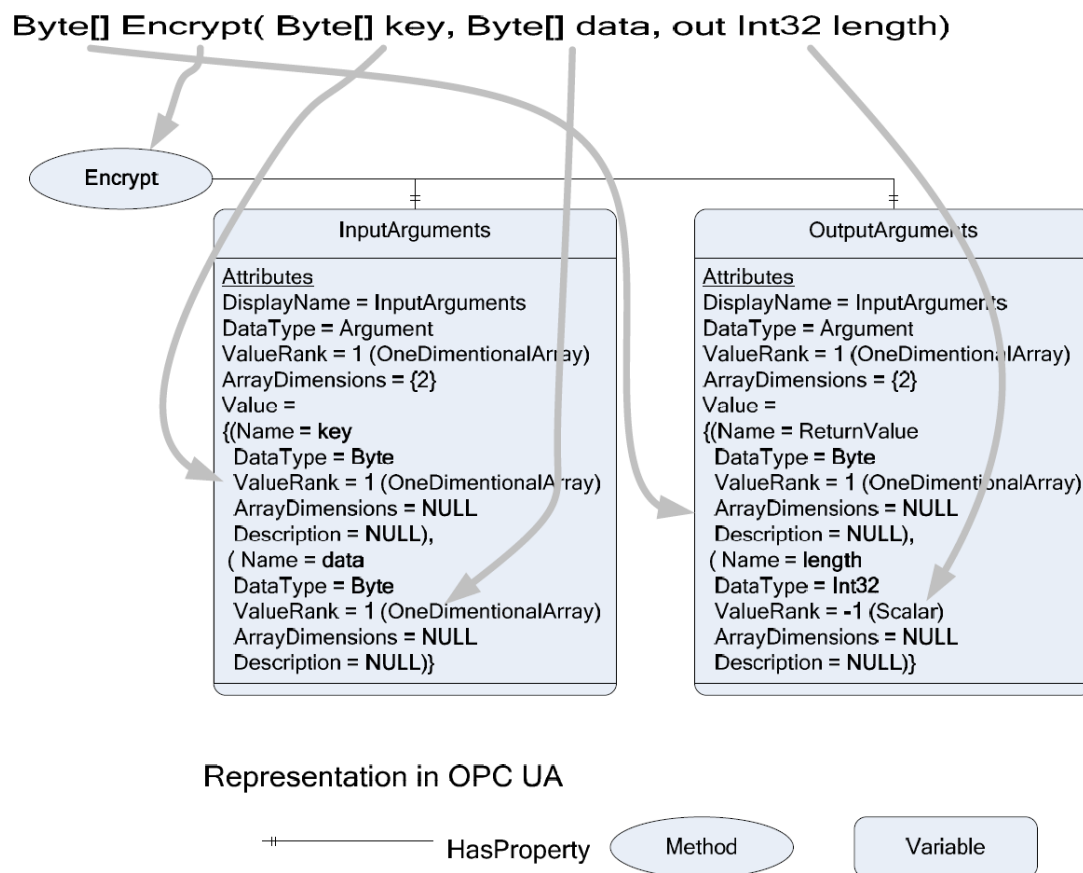 Byte[] Encrypt( Byte[] key, Byte[] data, out Int32 length)
Encrypt
InputArguments
Attributes
DisplayName = InputArguments
DataType = Argument
ValueRank = 1 (OneDimentionalArray)
ArrayDimensions = {2}
Value =
{(Name = key
DataType = Byte
ValueRank = 1 (OneDimentionalArray)
ArrayDimensions = NULL
Description = NULL),
( Name = data
DataType = Byte
ValueRank = 1 (OneDimentionalArray)
ArrayDimensions = NULL
Description = NULL)}
OutputArguments
Attributes
DisplayName = InputArguments
DataType = Argument
ValueRank = 1 (OneDimentionalArray)
ArrayDimensions = {2}
Value =
{(Name = ReturnValue
DataType = Byte
ValueRank = 1 (OneDimentionalArray)
ArrayDimensions = NULL
Description = NULL),
( Name = length
DataType = Int32
ValueRank = -1 (Scalar)
ArrayDimensions = NULL
Description = NULL)}
Representation in OPC UA
HasProperty
Method
Variable